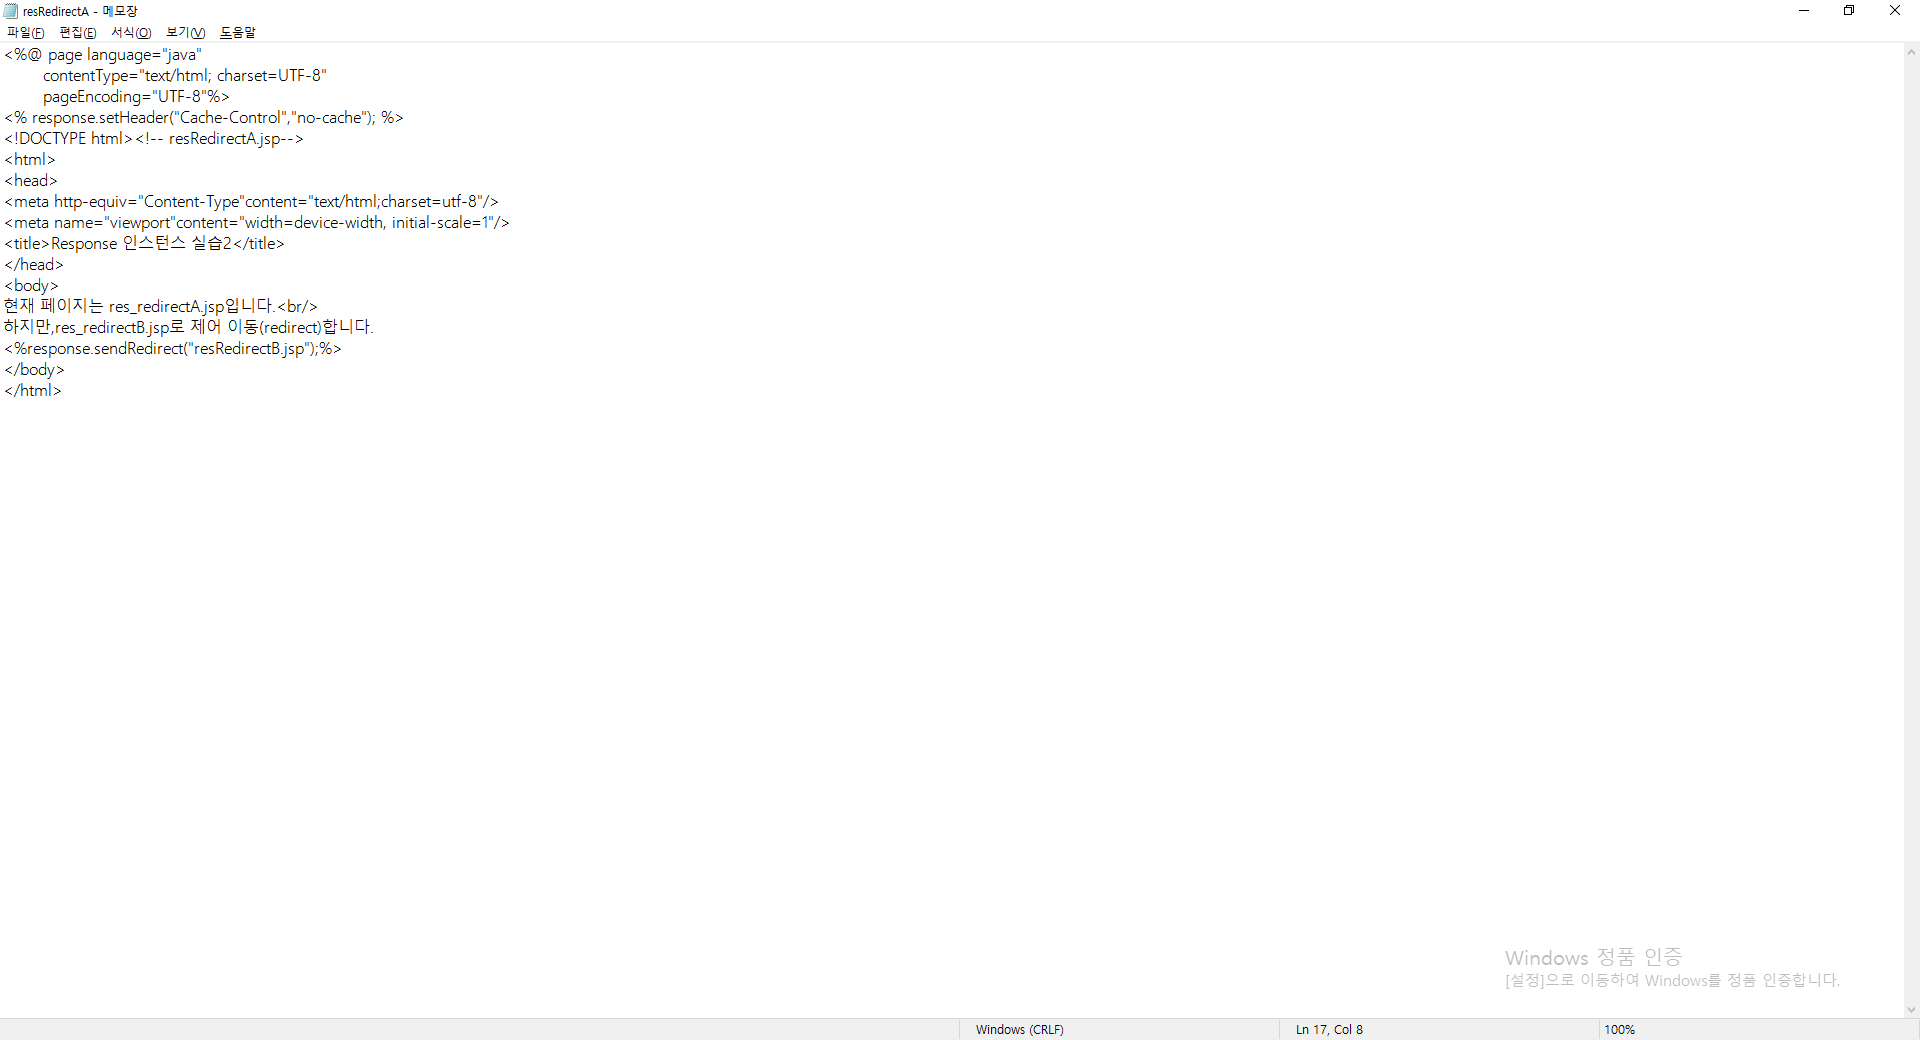 resRedirectA - 메모장
파일(F) 편집(E) 서식(O) 보기(V) 도움말
<%@ page language="java"
contentType="text/html; charset=UTF-8"
pageEncoding="UTF-8"%>
<% response.setHeader("Cache-Control","no-cache"); %>
<!DOCTYPE html><!-- resRedirectA.jsp-->
<html>
<head>
<meta http-equiv="Content-Type"content="text/html;charset=utf-8"/>
<meta name="viewport"content="width=device-width, initial-scale=1"/>
<title>Response 인스턴스 실습2</title>
</head>
<body>
현재 페이지는 res_redirectA.jsp입니다.<br/>
하지만,res_redirectB.jsp로 제어 이동(redirect)합니다.
<%response.sendRedirect("resRedirectB.jsp");%>
</body>
</html>
Windows 정품 인증
[설정]으로 이동하여 Windows를 정품 인증합니다.
Windows (CRLF) Ln 17, Col 8 100%